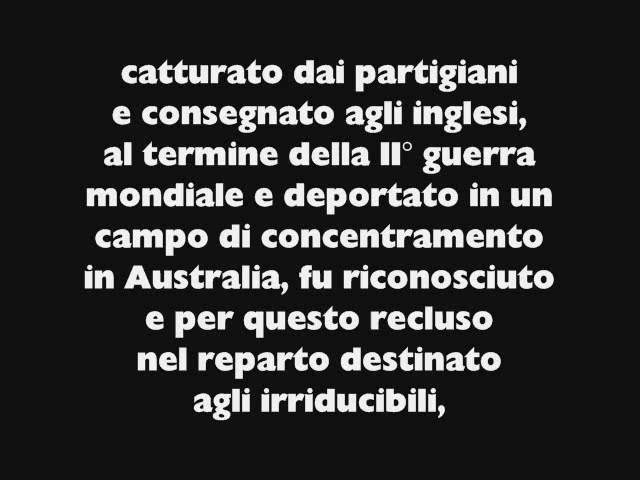 catturato dai partigiani
e consegnato agli inglesi,
al termine della II° guerra
mondiale e deportato in un
campo di concentramento
in Australia, fu riconosciuto
e per questo recluso
nel reparto destinato
agli irriducibili,